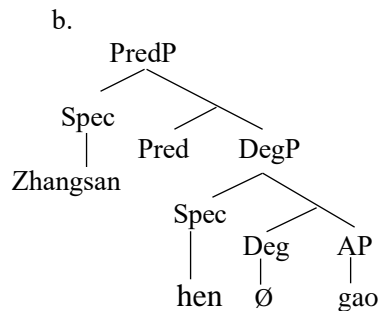 b.
PredP
Spec
Pred DegP
Zhangsan
Spec
Deg AP
hen Ø gao